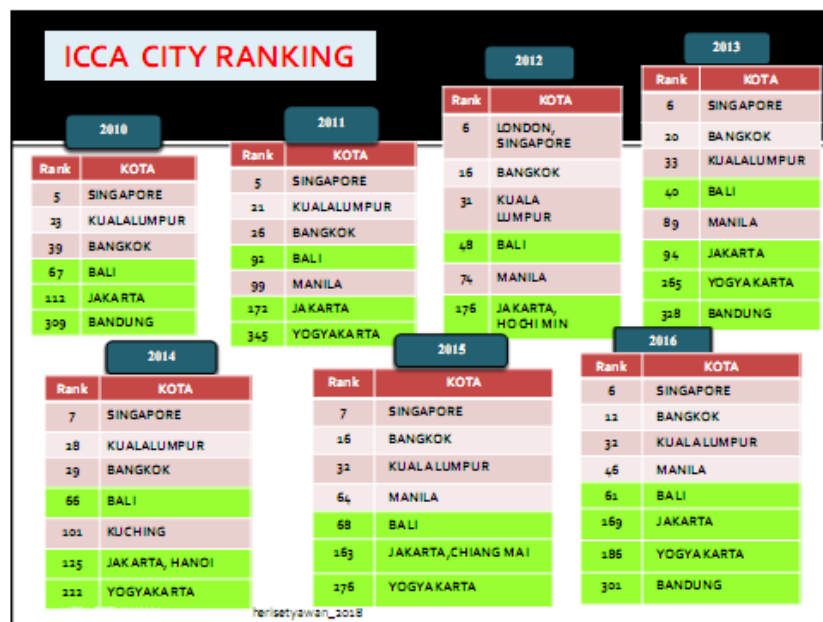 ICCA CITY RANKING
2010
Rank KOTA
5 SINGAPORE
23 KUALALUMPUR
39 BANGKOK
67 BALI
112 JAKARTA
309 BANDUNG
2011
Rank KOTA
5 SINGAPORE
21 KUALALUMPUR
26 BANGKOK
92 BALI
99 MANILA
172 JAKARTA
345 YOGYAKARTA
2012
Rank KOTA
6 LONDON,
SINGAPORE
16 BANGKOK
31 KUALA
LUMPUR
48 BALI
74 MANILA
176 JAKARTA,
HO CHI MIN
2013
Rank KOTA
6 SINGAPORE
20 BANGKOK
33 KUALALUMPUR
40 BALI
89 MANILA
94 JAKARTA
265 YOGYAKARTA
328 BANDUNG
2014
Rank KOTA
7 SINGAPORE
28 KUALALUMPUR
29 BANGKOK
66 BALI
101 KUCHING
125 JAKARTA, HANOI
222 YOGYAKARTA
2015
Rank KOTA
7 SINGAPORE
16 BANGKOK
32 KUALALUMPUR
64 MANILA
68 BALI
163 JAKARTA,CHIANG MAI
276 YOGYAKARTA
2016
Rank KOTA
6 SINGAPORE
12 BANGKOK
32 KUALALUMPUR
46 MANILA
61 BALI
169 JAKARTA
186 YOGYAKARTA
301 BANDUNG
herisetyawan_2018